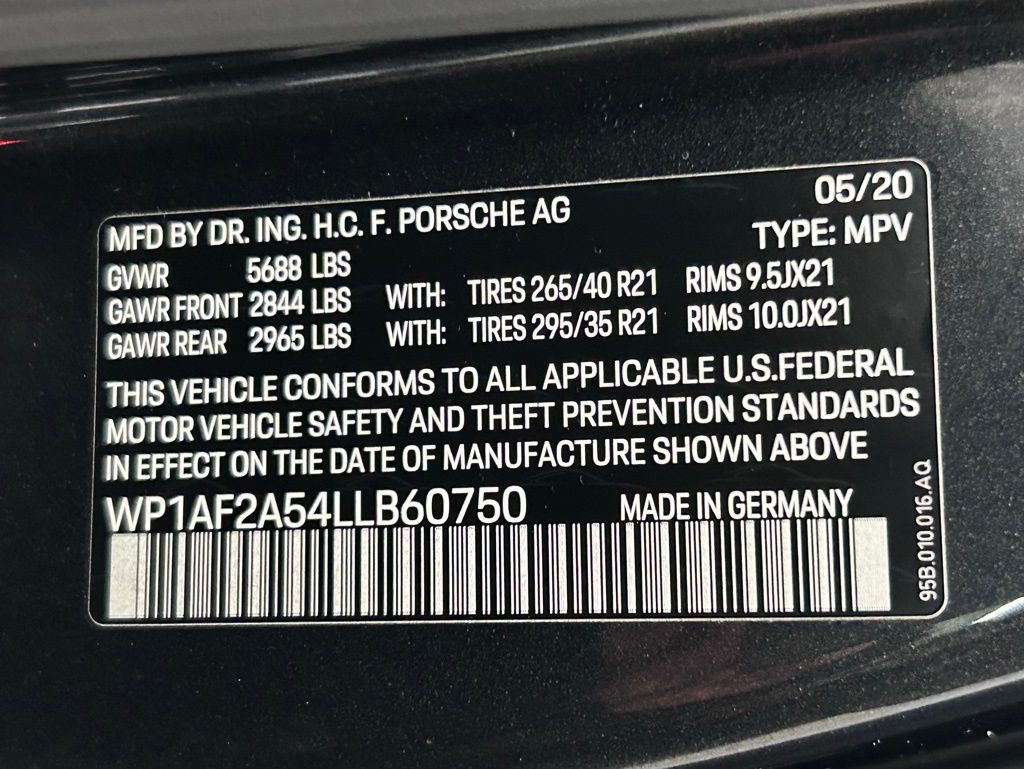 05/20
MFD BY DR. ING. H.C. F. PORSCHE AG
TYPE: MPV
GVWR 5688 LBS
GAWR FRONT 2844 LBS WITH: TIRES 265/40 R21 RIMS 9.5JX21
GAWR REAR 2965 LBS WITH: TIRES 295/35 R21 RIMS 10.0JX21
THIS VEHICLE CONFORMS TO ALL APPLICABLE U.S.FEDERAL
MOTOR VEHICLE SAFETY AND THEFT PREVENTION STANDARDS
IN EFFECT ON THE DATE OF MANUFACTURE SHOWN ABOVE
WP1AF2A54LLB60750 MADE IN GERMANY
95B.010.016.AQ